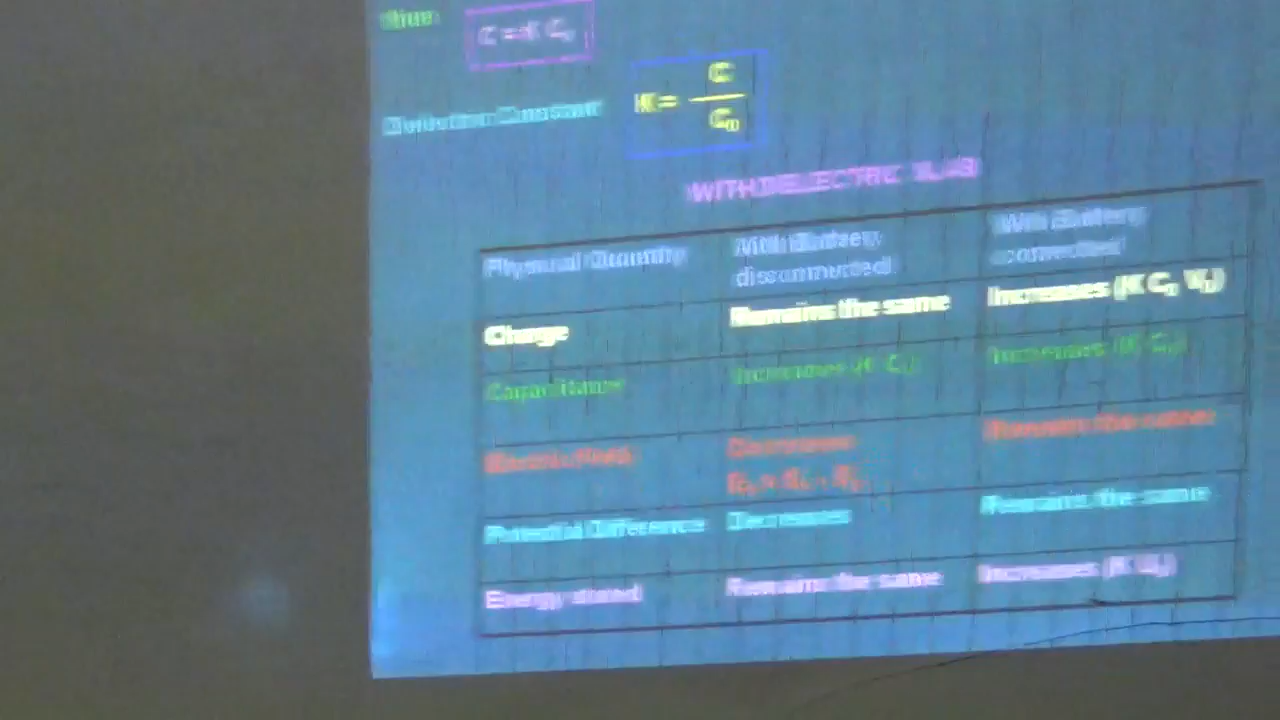 C = K C₀
Dielectric Constant K = C
C₀
WITH DIELECTRIC SLAB
Physical Quantity With Battery disconnected With Battery connected
Charge Remains the same Increases (K C₀ V₀)
Capacitance Increases (K C₀) Increases (K C₀)
Electric Field Decreases Remains the same
Potential Difference Decreases Remains the same
Energy stored Remains the same Increases (K U₀)